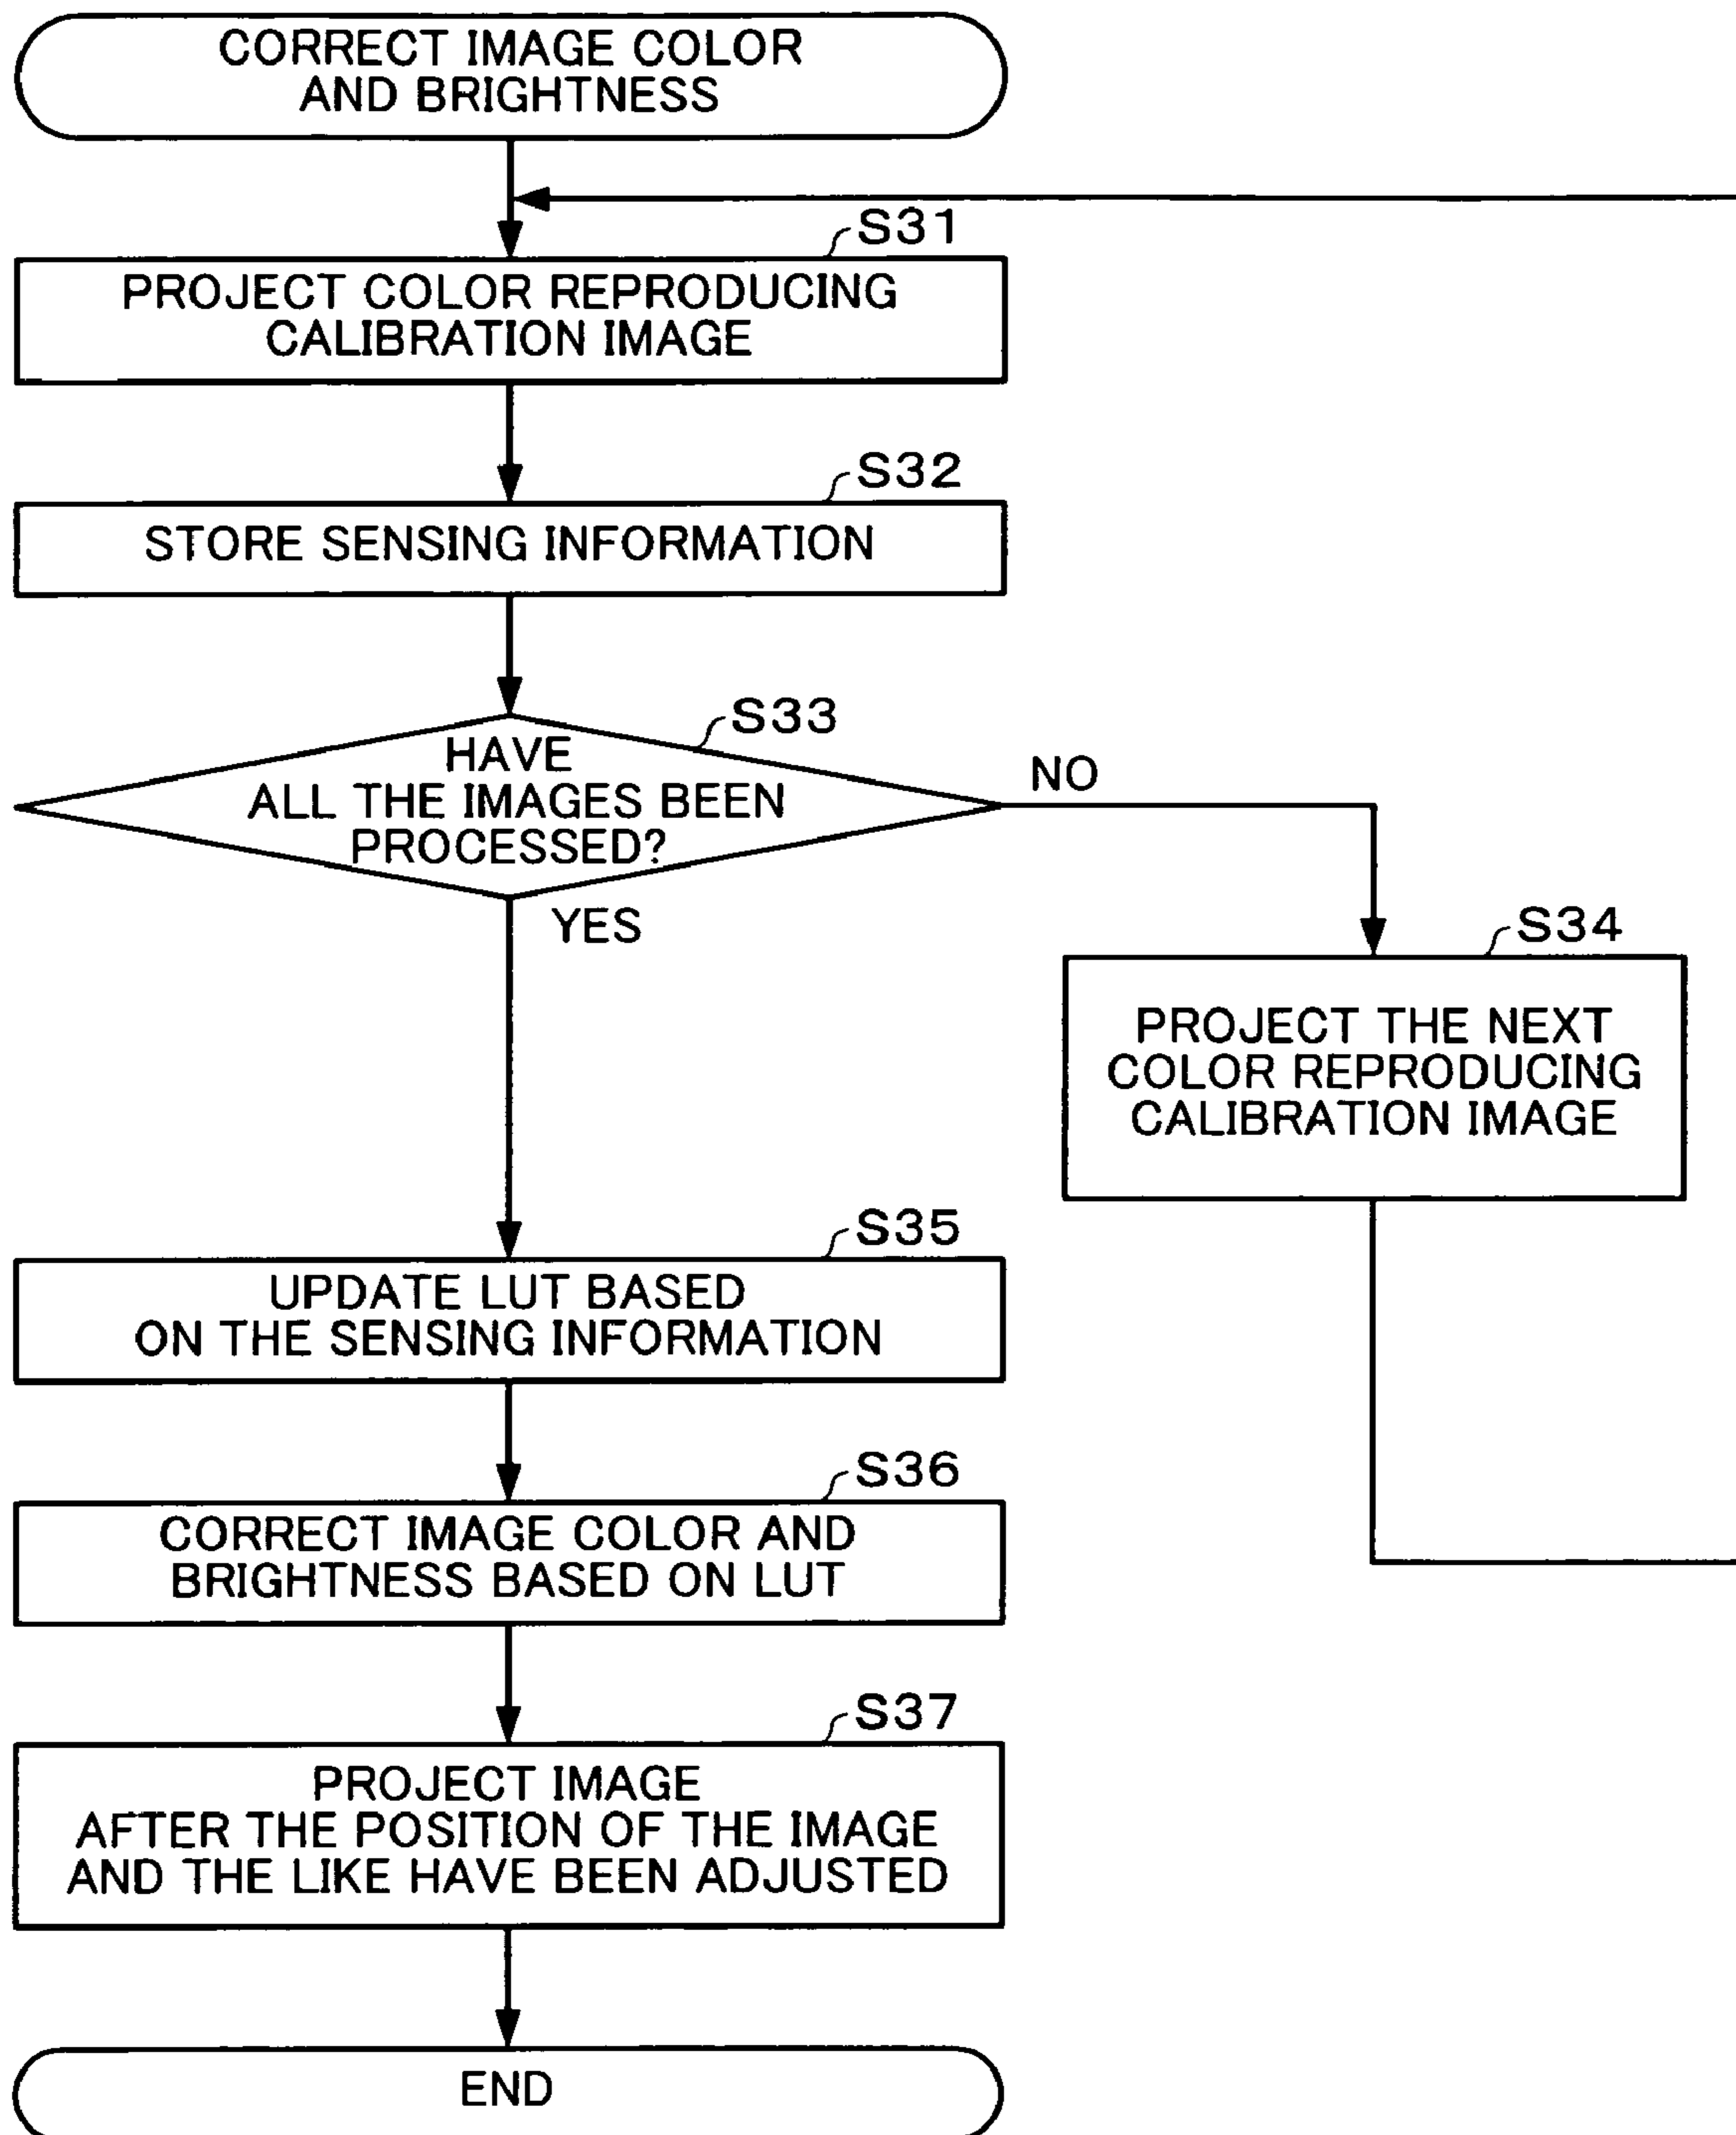 CORRECT IMAGE COLOR
AND BRIGHTNESS
S31
PROJECT COLOR REPRODUCING
CALIBRATION IMAGE
S32
STORE SENSING INFORMATION
S33
HAVE
ALL THE IMAGES BEEN
PROCESSED?
NO
YES
S34
PROJECT THE NEXT
COLOR REPRODUCING
CALIBRATION IMAGE
S35
UPDATE LUT BASED
ON THE SENSING INFORMATION
S36
CORRECT IMAGE COLOR AND
BRIGHTNESS BASED ON LUT
S37
PROJECT IMAGE
AFTER THE POSITION OF THE IMAGE
AND THE LIKE HAVE BEEN ADJUSTED
END